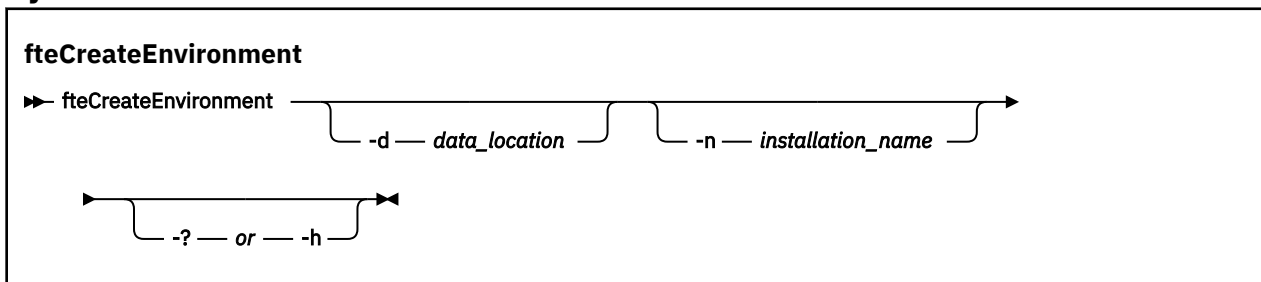 fteCreateEnvironment
fteCreateEnvironment -d data_location -n installation_name
-? or -h